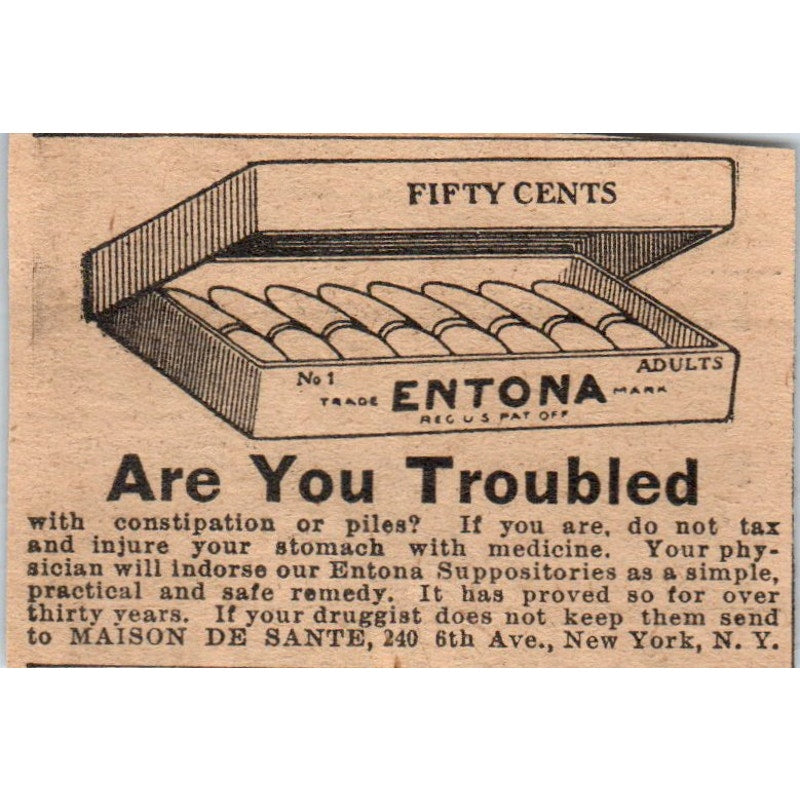 FIFTY CENTS
No 1
ADULTS
TRADE ENTONA MARK
REG U S PAT OFF
Are You Troubled
with constipation or piles? If you are, do not tax
and injure your stomach with medicine. Your phy-
sician will indorse our Entona Suppositories as a simple,
practical and safe remedy. It has proved so for over
thirty years. If your druggist does not keep them send
to MAISON DE SANTE, 240 6th Ave., New York, N. Y.